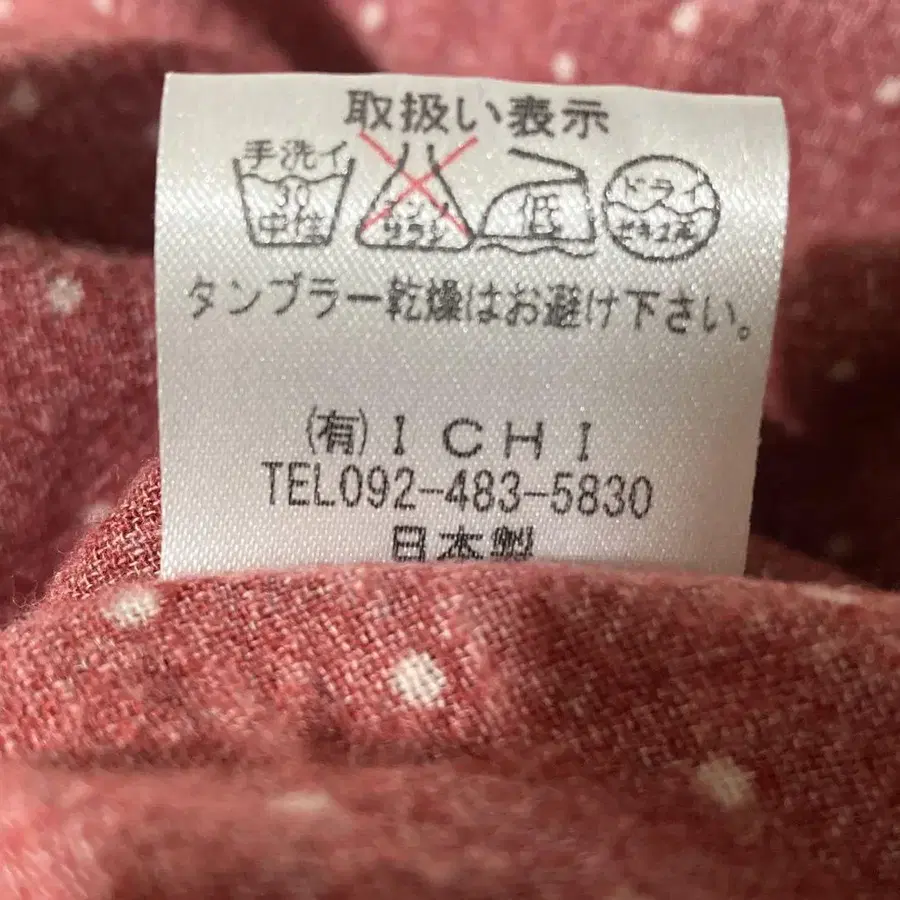 取扱い表示
手洗イ
30
中性
エンソ
サラシ
低
ドライ
セキユ系
タンブラー乾燥はお避け下さい。
(有)ICHI
TEL092-483-5830
日本製